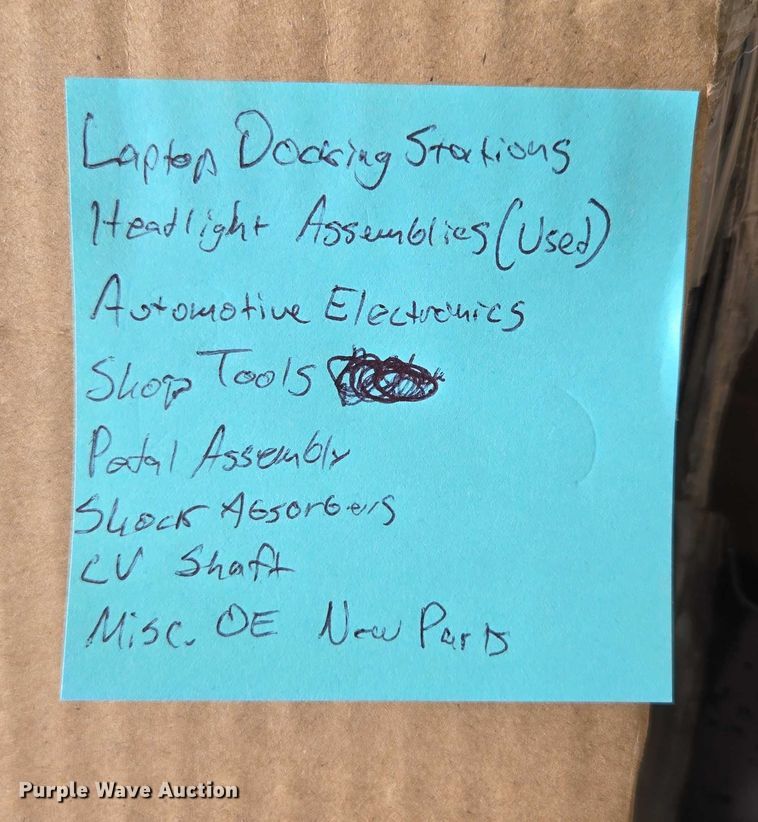 Laptop Docking Stations
Headlight Assemblies (Used)
Automotive Electronics
Shop Tools
Patal Assembly
Shock Absorbers
CV Shaft
Misc. OE New Parts
Purple Wave Auction